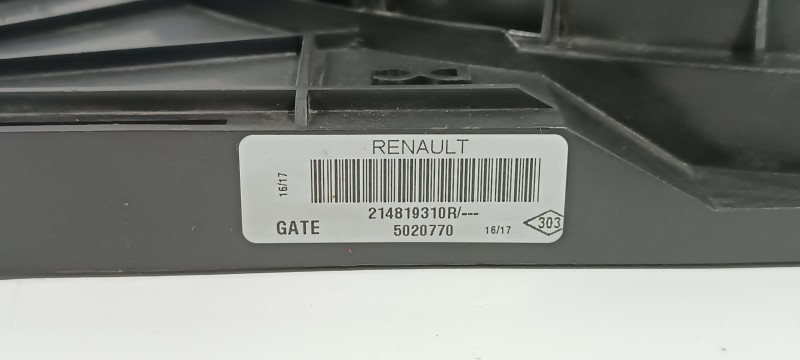 RENAULT
16/17
214819310R/---
GATE 5020770 16/17 303